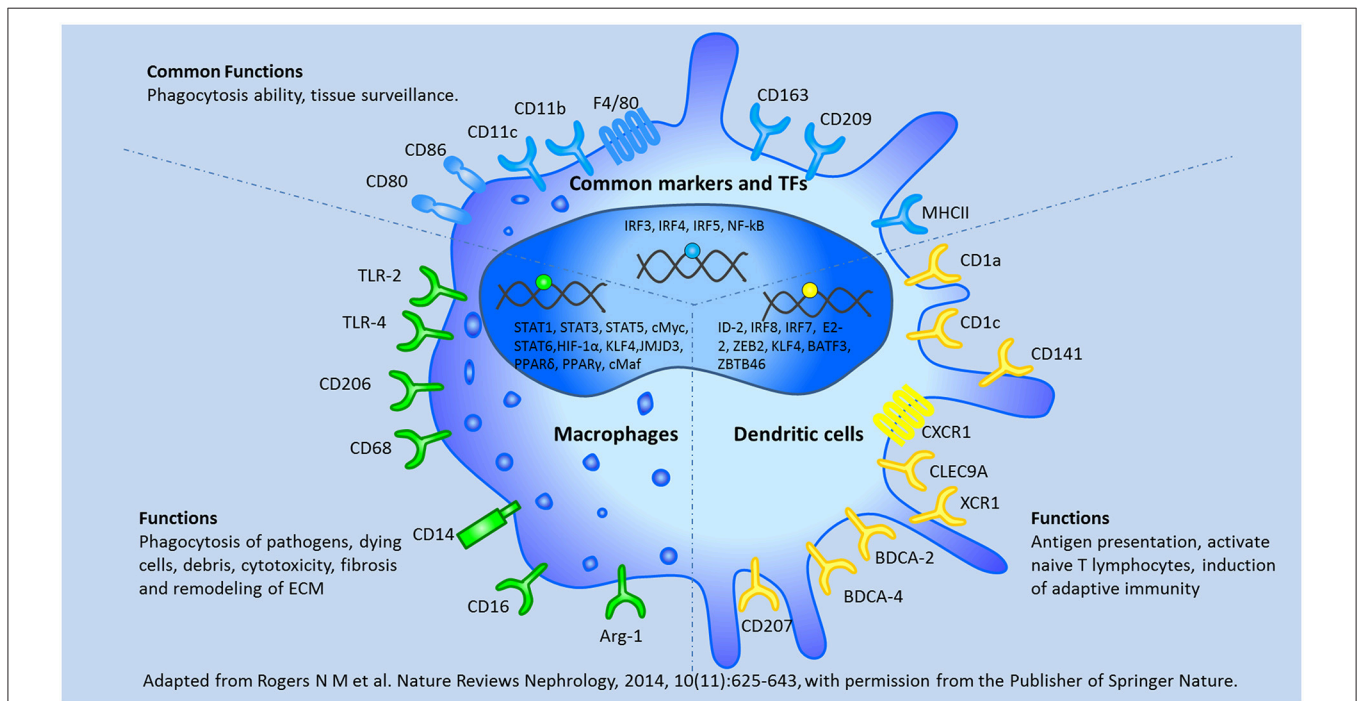 Common Functions
Phagocytosis ability, tissue surveillance.
CD80
CD86
CD11c
CD11b
F4/80
CD163
CD209
MHCII
Common markers and TFs
IRF3, IRF4, IRF5, NF-kB
STAT1, STAT3, STAT5, cMyc,
STAT6,HIF-1α, KLF4,JMJD3,
PPARδ, PPARγ, cMaf
ID-2, IRF8, IRF7, E2-
2, ZEB2, KLF4, BATF3,
ZBTB46
Macrophages
Dendritic cells
TLR-2
TLR-4
CD206
CD68
CD14
CD16
Arg-1
CD1a
CD1c
CD141
CXCR1
CLEC9A
XCR1
BDCA-2
BDCA-4
CD207
Functions
Phagocytosis of pathogens, dying
cells, debris, cytotoxicity, fibrosis
and remodeling of ECM
Functions
Antigen presentation, activate
naive T lymphocytes, induction
of adaptive immunity
Adapted from Rogers N M et al. Nature Reviews Nephrology, 2014, 10(11):625-643, with permission from the Publisher of Springer Nature.